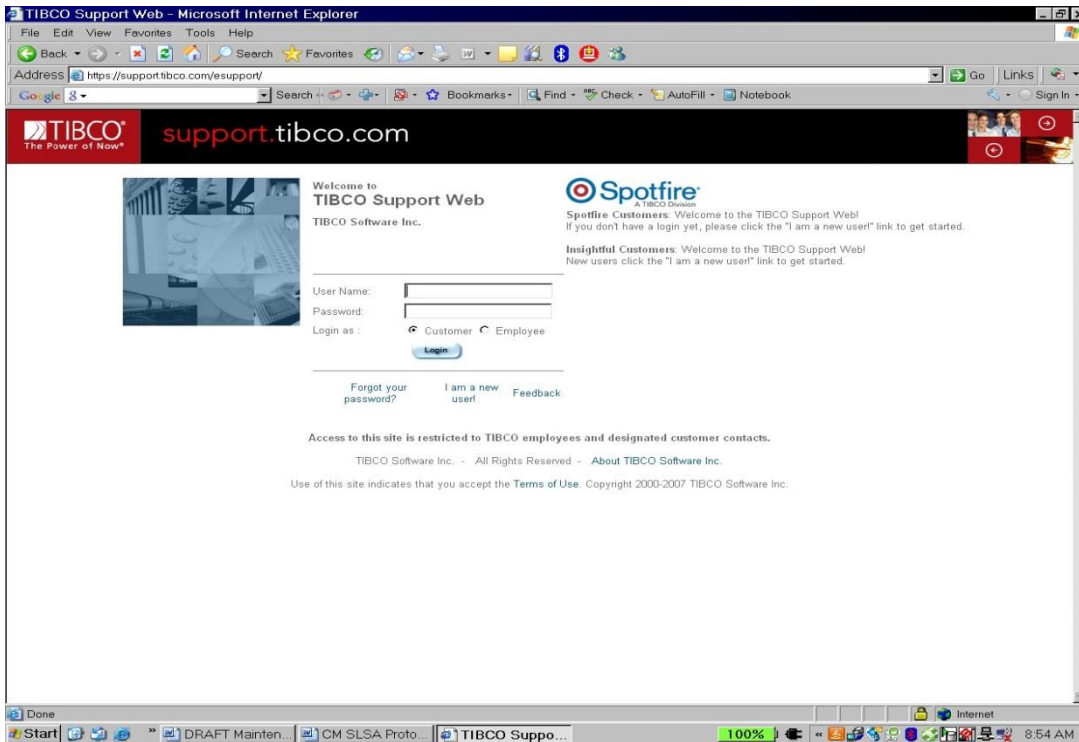 TIBCO Support Web - Microsoft Internet Explorer
File Edit View Favorites Tools Help
Back Search Favorites
Address https://support.tibco.com/esupport/ Go Links
Google Search Bookmarks Find Check AutoFill Notebook Sign In
TIBCO®
The Power of Now®
support.tibco.com
Welcome to
TIBCO Support Web
TIBCO Software Inc.
Spotfire
A TIBCO Division
Spotfire Customers: Welcome to the TIBCO Support Web!
If you don't have a login yet, please click the "I am a new user!" link to get started.
Insightful Customers: Welcome to the TIBCO Support Web!
New users click the "I am a new user!" link to get started.
User Name:
Password:
Login as : Customer Employee
Login
Forgot your
password?
I am a new
user!
Feedback
Access to this site is restricted to TIBCO employees and designated customer contacts.
TIBCO Software Inc. - All Rights Reserved - About TIBCO Software Inc.
Use of this site indicates that you accept the Terms of Use. Copyright 2000-2007 TIBCO Software Inc.
Done Internet
Start DRAFT Mainten... CM SLSA Proto... TIBCO Suppo... 100% 8:54 AM